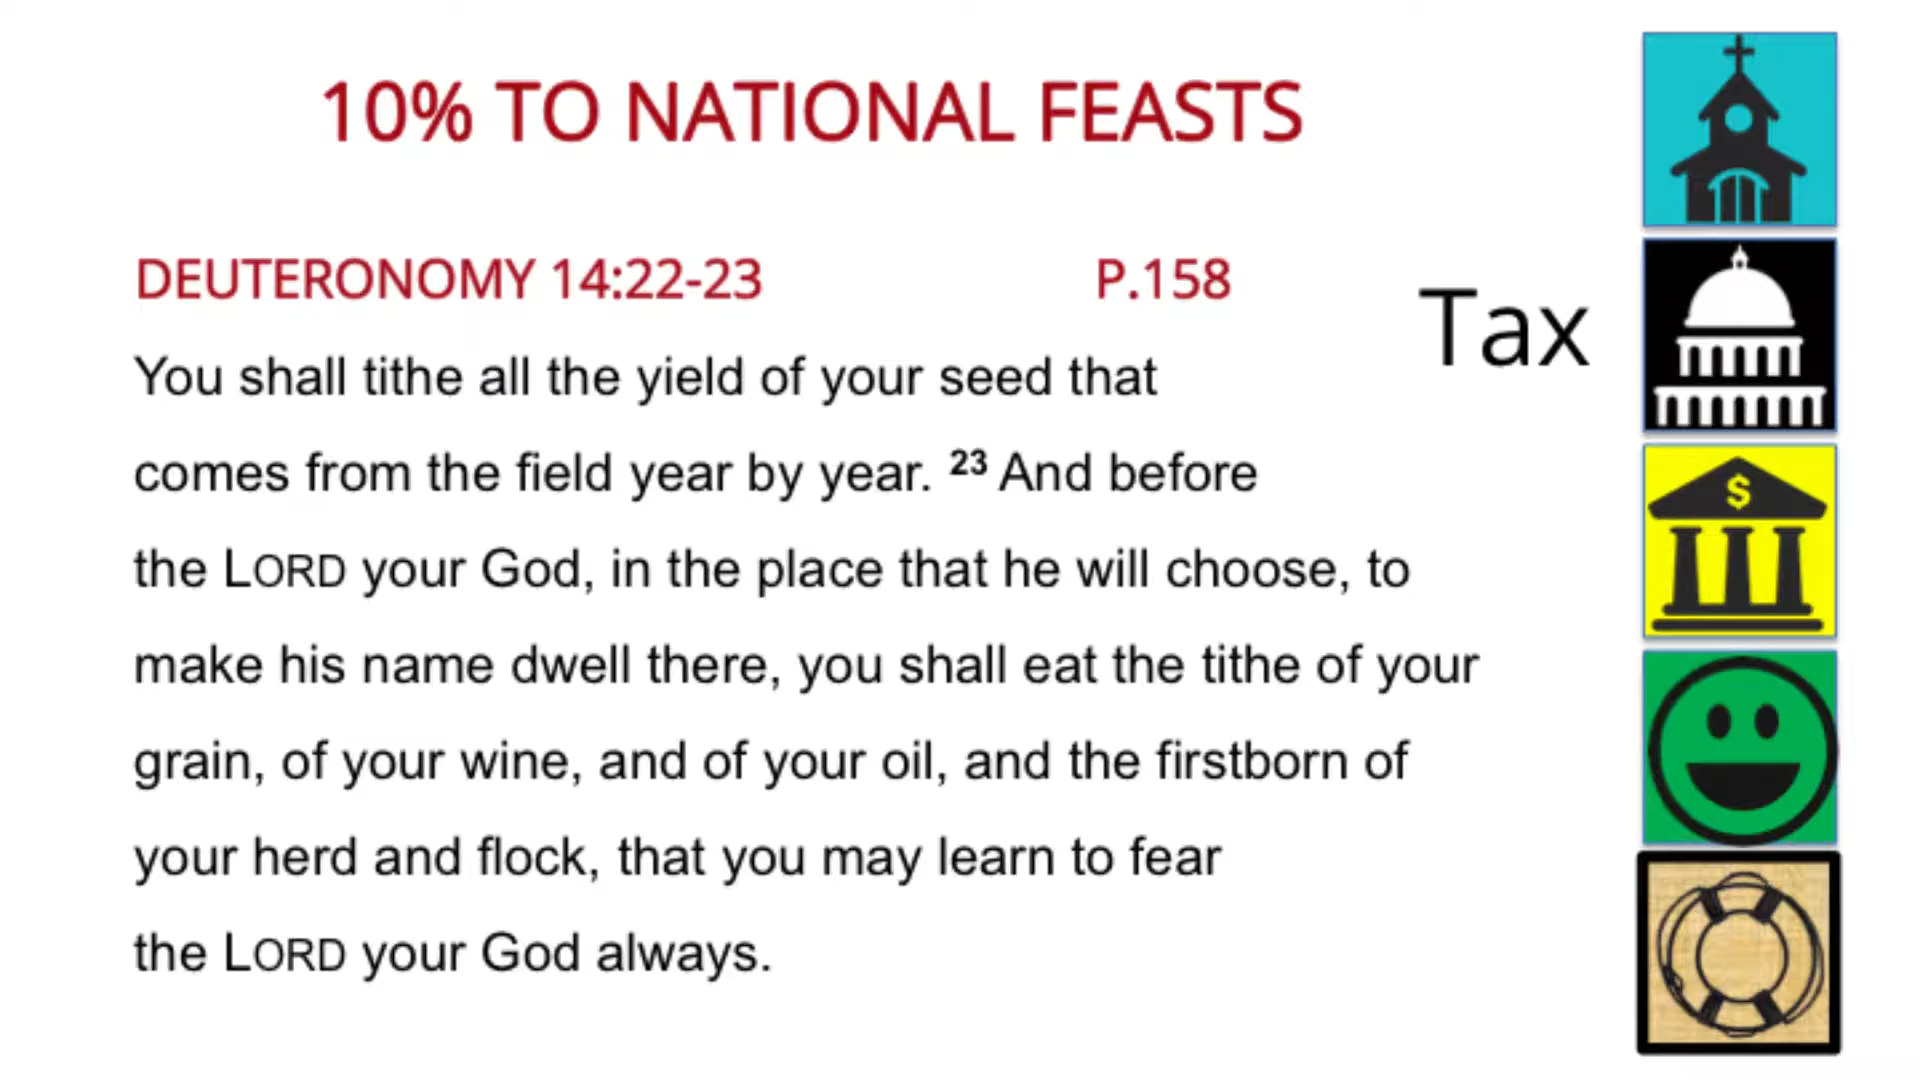 10% TO NATIONAL FEASTS
DEUTERONOMY 14:22-23 P.158
Tax
You shall tithe all the yield of your seed that
comes from the field year by year. 23 And before
the LORD your God, in the place that he will choose, to
make his name dwell there, you shall eat the tithe of your
grain, of your wine, and of your oil, and the firstborn of
your herd and flock, that you may learn to fear
the LORD your God always.
$